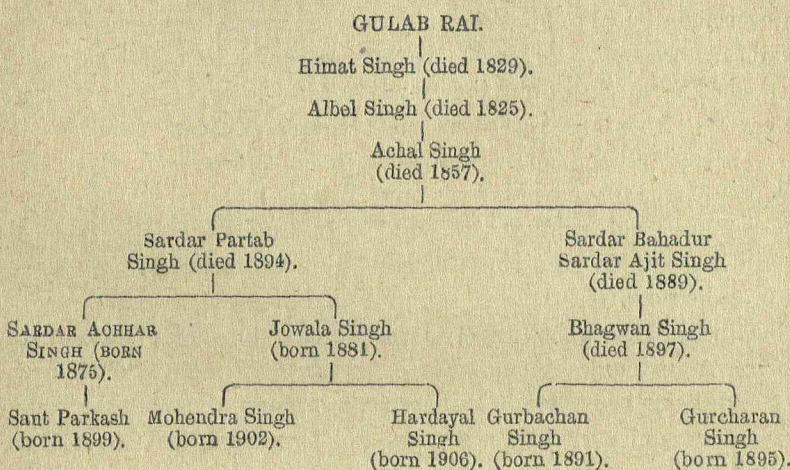 GULAB RAI.
Himat Singh (died 1829).
Albel Singh (died 1825).
Achal Singh
(died 1857).
Sardar Partab
Singh (died 1894).
Sardar Bahadur
Sardar Ajit Singh
(died 1889).
SARDAR ACHHAR
SINGH (BORN
1875).
Jowala Singh
(born 1881).
Bhagwan Singh
(died 1897).
Sant Parkash
(born 1899).
Mohendra Singh
(born 1902).
Hardayal
Singh
(born 1906).
Gurbachan
Singh
(born 1891).
Gurcharan
Singh
(born 1895).